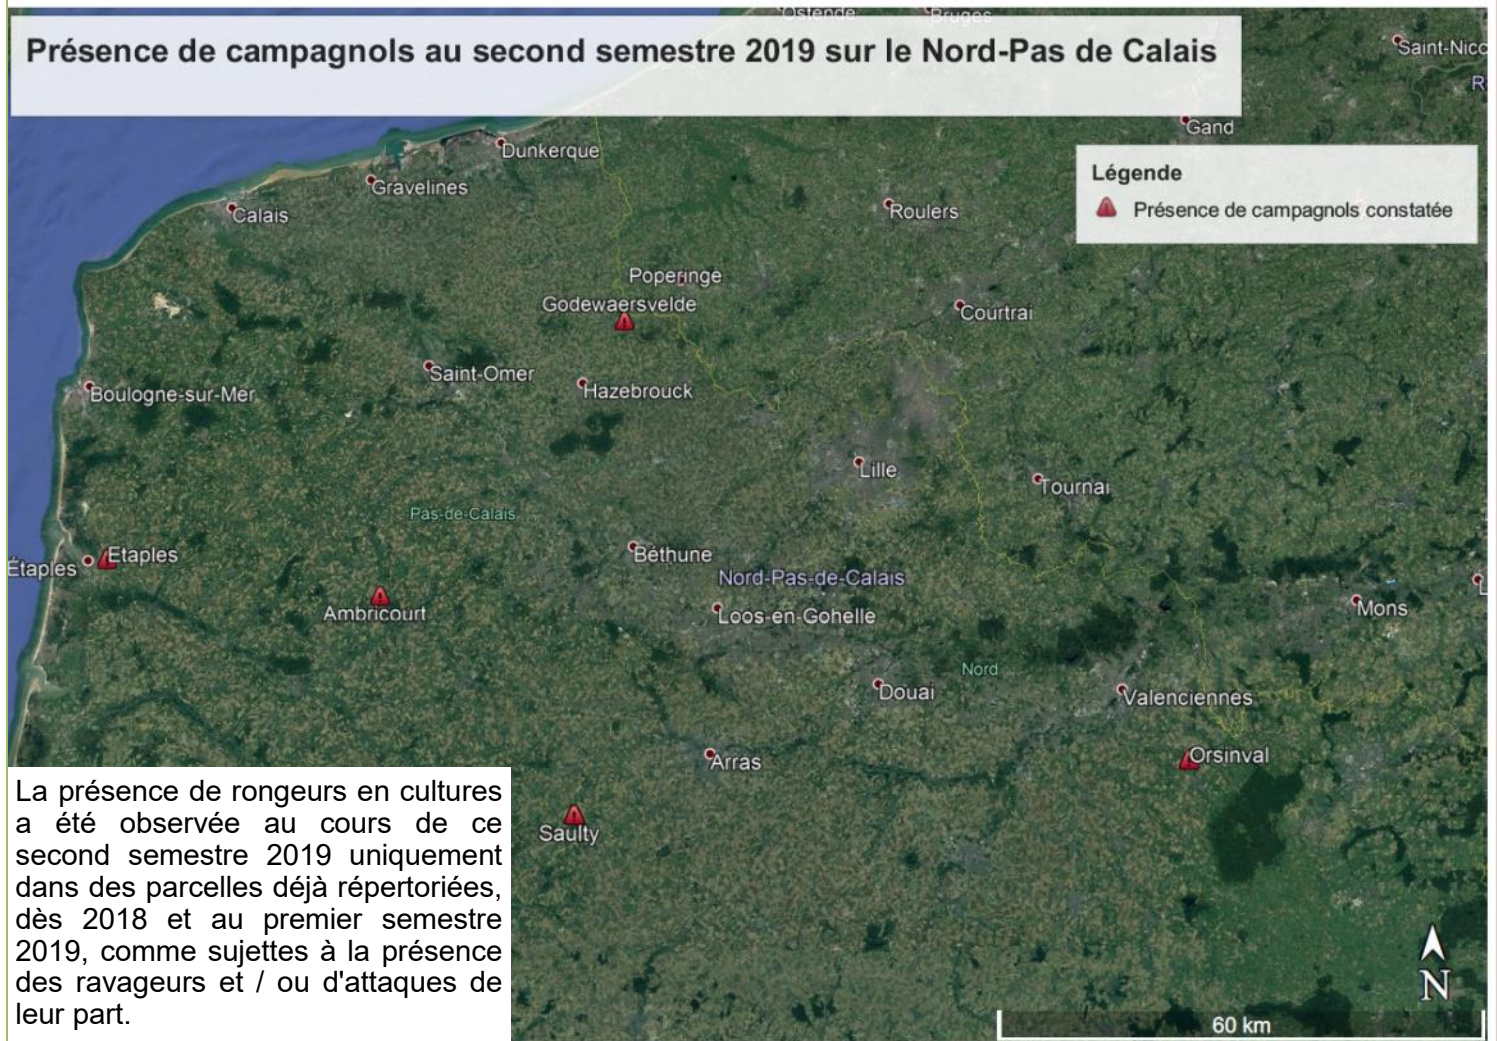 Ostende
Bruges
Présence de campagnols au second semestre 2019 sur le Nord-Pas de Calais
Saint-Nicc
R
Gand
Dunkerque
Légende
Présence de campagnols constatée
Gravelines
Calais
Roulers
Poperinge
Godewaersvelde
Courtrai
Saint-Omer
Hazebrouck
Boulogne-sur-Mer
Lille
Tournai
Pas-de-Calais
Etaples
Étaples
Béthune
Nord-Pas-de-Calais
Ambricourt
Loos-en-Gohelle
Mons
L
Nord
Douai
Valenciennes
Arras
Orsinval
Saulty
La présence de rongeurs en cultures
a été observée au cours de ce
second semestre 2019 uniquement
dans des parcelles déjà répertoriées,
dès 2018 et au premier semestre
2019, comme sujettes à la présence
des ravageurs et / ou d'attaques de
leur part.
N
60 km